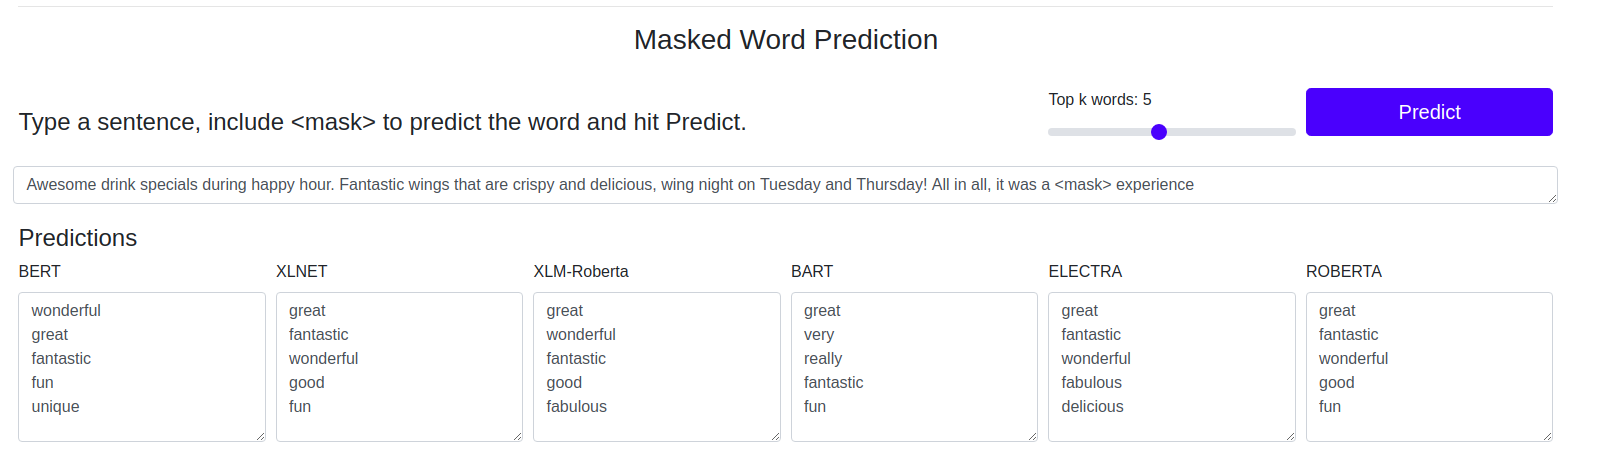 Masked Word Prediction
Type a sentence, include <mask> to predict the word and hit Predict.
Top k words: 5
Predict
Awesome drink specials during happy hour. Fantastic wings that are crispy and delicious, wing night on Tuesday and Thursday! All in all, it was a <mask> experience
Predictions
BERT
wonderful
great
fantastic
fun
unique
XLNET
great
fantastic
wonderful
good
fun
XLM-Roberta
great
wonderful
fantastic
good
fabulous
BART
great
very
really
fantastic
fun
ELECTRA
great
fantastic
wonderful
fabulous
delicious
ROBERTA
great
fantastic
wonderful
good
fun